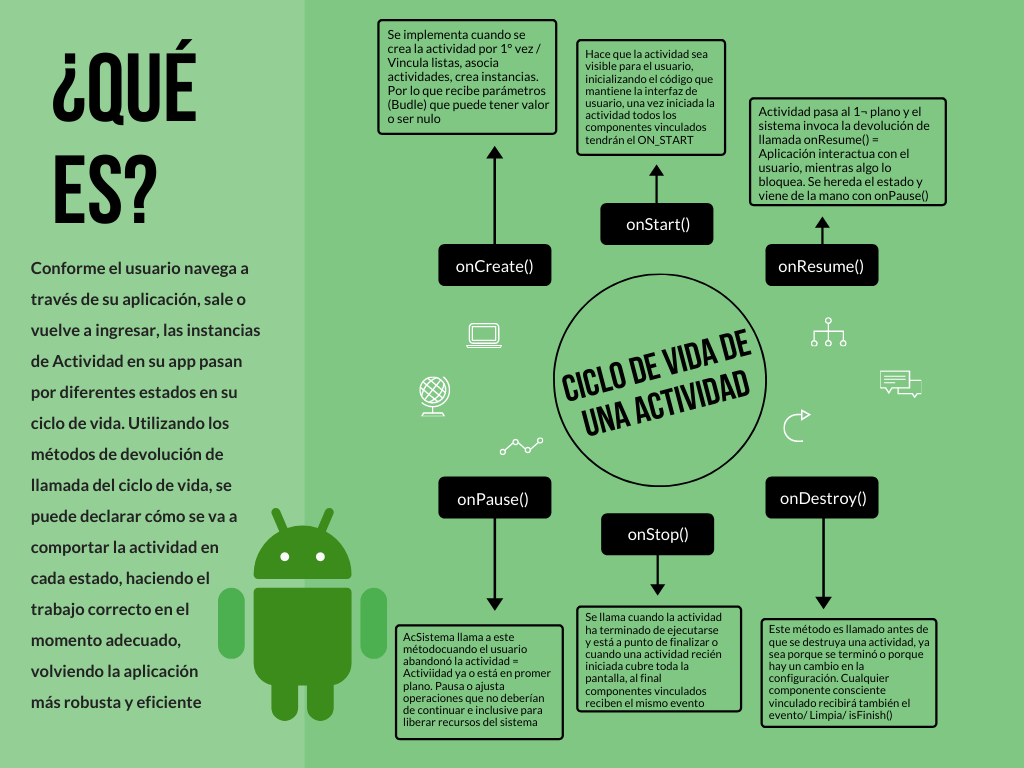 ¿QUÉ
ES?
Conforme el usuario navega a
través de su aplicación, sale o
vuelve a ingresar, las instancias
de Actividad en su app pasan
por diferentes estados en su
ciclo de vida. Utilizando los
métodos de devolución de
llamada del ciclo de vida, se
puede declarar cómo se va a
comportar la actividad en
cada estado, haciendo el
trabajo correcto en el
momento adecuado,
volviendo la aplicación
más robusta y eficiente
Se implementa cuando se
crea la actividad por 1° vez /
Vincula listas, asocia
actividades, crea instancias.
Por lo que recibe parámetros
(Budle) que puede tener valor
o ser nulo
onCreate()
Hace que la actividad sea
visible para el usuario,
inicializando el código que
mantiene la interfaz de
usuario, una vez iniciada la
actividad todos los
componentes vinculados
tendrán el ON_START
onStart()
Actividad pasa al 1¬ plano y el
sistema invoca la devolución de
llamada onResume() =
Aplicación interactua con el
usuario, mientras algo lo
bloquea. Se hereda el estado y
viene de la mano con onPause()
onResume()
CICLO DE VIDA DE
UNA ACTIVIDAD
onPause()
AcSistema llama a este
métodocuando el usuario
abandonó la actividad =
Activiidad ya o está en promer
plano. Pausa o ajusta
operaciones que no deberían
de continuar e inclusive para
liberar recursos del sistema
onStop()
Se llama cuando la actividad
ha terminado de ejecutarse
y está a punto de finalizar o
cuando una actividad recién
iniciada cubre toda la
pantalla, al final
componentes vinculados
reciben el mismo evento
onDestroy()
Este método es llamado antes de
que se destruya una actividad, ya
sea porque se terminó o porque
hay un cambio en la
configuración. Cualquier
componente consciente
vinculado recibirá también el
evento/ Limpia/ isFinish()